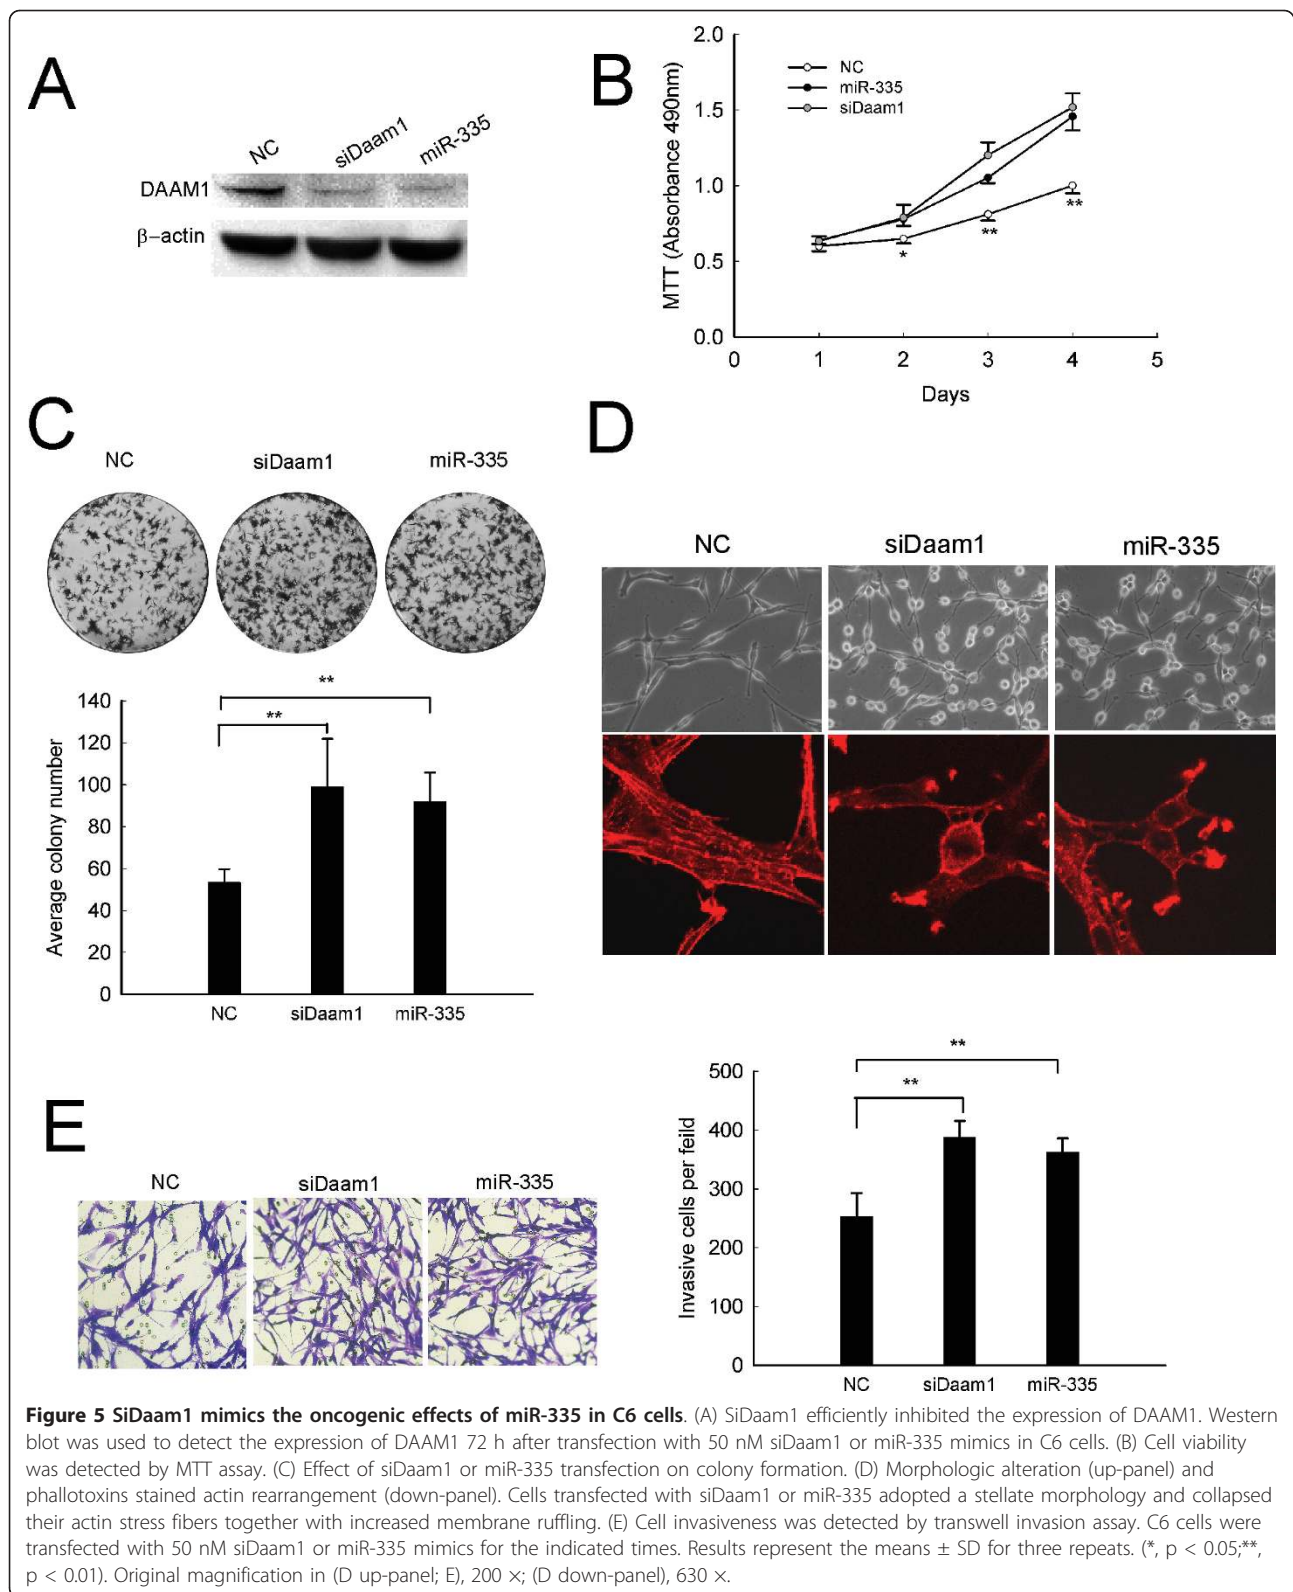 A
NC
siDaam1
miR-335
DAAM1
β–actin
B
2.0
1.5
1.0
0.5
0.0
MTT (Absorbance 490nm)
NC
miR-335
siDaam1
*
**
**
0
1
2
3
4
5
Days
C
NC
siDaam1
miR-335
140
120
100
80
60
40
20
0
Average colony number
**
**
NC
siDaam1
miR-335
D
NC
siDaam1
miR-335
E
NC
siDaam1
miR-335
500
400
300
200
100
0
Invasive cells per feild
**
**
NC
siDaam1
miR-335
Figure 5 SiDaam1 mimics the oncogenic effects of miR-335 in C6 cells. (A) SiDaam1 efficiently inhibited the expression of DAAM1. Western
blot was used to detect the expression of DAAM1 72 h after transfection with 50 nM siDaam1 or miR-335 mimics in C6 cells. (B) Cell viability
was detected by MTT assay. (C) Effect of siDaam1 or miR-335 transfection on colony formation. (D) Morphologic alteration (up-panel) and
phallotoxins stained actin rearrangement (down-panel). Cells transfected with siDaam1 or miR-335 adopted a stellate morphology and collapsed
their actin stress fibers together with increased membrane ruffling. (E) Cell invasiveness was detected by transwell invasion assay. C6 cells were
transfected with 50 nM siDaam1 or miR-335 mimics for the indicated times. Results represent the means ± SD for three repeats. (*, p < 0.05;**,
p < 0.01). Original magnification in (D up-panel; E), 200 ×; (D down-panel), 630 ×.